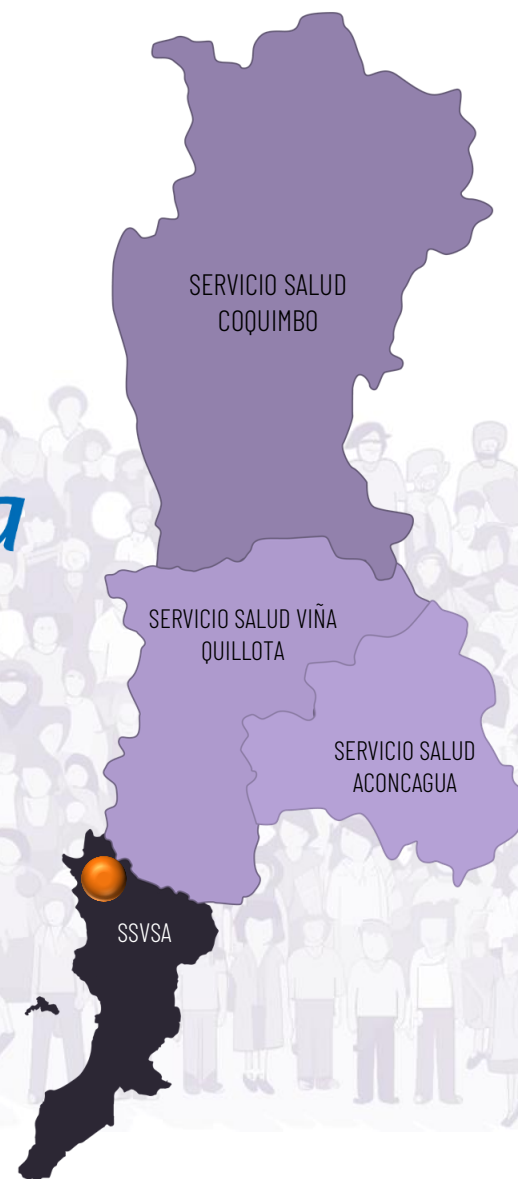 SERVICIO SALUD
COQUIMBO
a
SERVICIO SALUD VIÑA
QUILLOTA
SERVICIO SALUD
ACONCAGUA
SSVSA